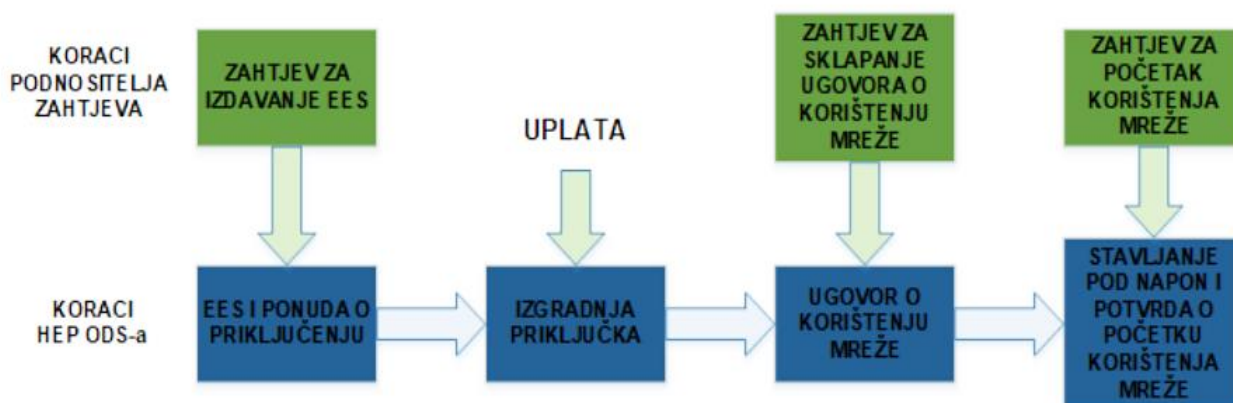 KORACI
PODNOSITELJA
ZAHTJEVA
ZAHTJEV ZA
IZDAVANJE EES
UPLATA
ZAHTJEV ZA
SKLAPANJE
UGOVORA O
KORIŠTENJU
MREŽE
ZAHTJEV ZA
POČETAK
KORIŠTENJA
MREŽE
KORACI
HEP ODS-a
EES I PONUDA O
PRIKLJUČENJU
IZGRADNJA
PRIKLJUČKA
UGOVOR O
KORIŠTENJU
MREŽE
STAVLJANJE
POD NAPON I
POTVRDA O
POČETKU
KORIŠTENJA
MREŽE